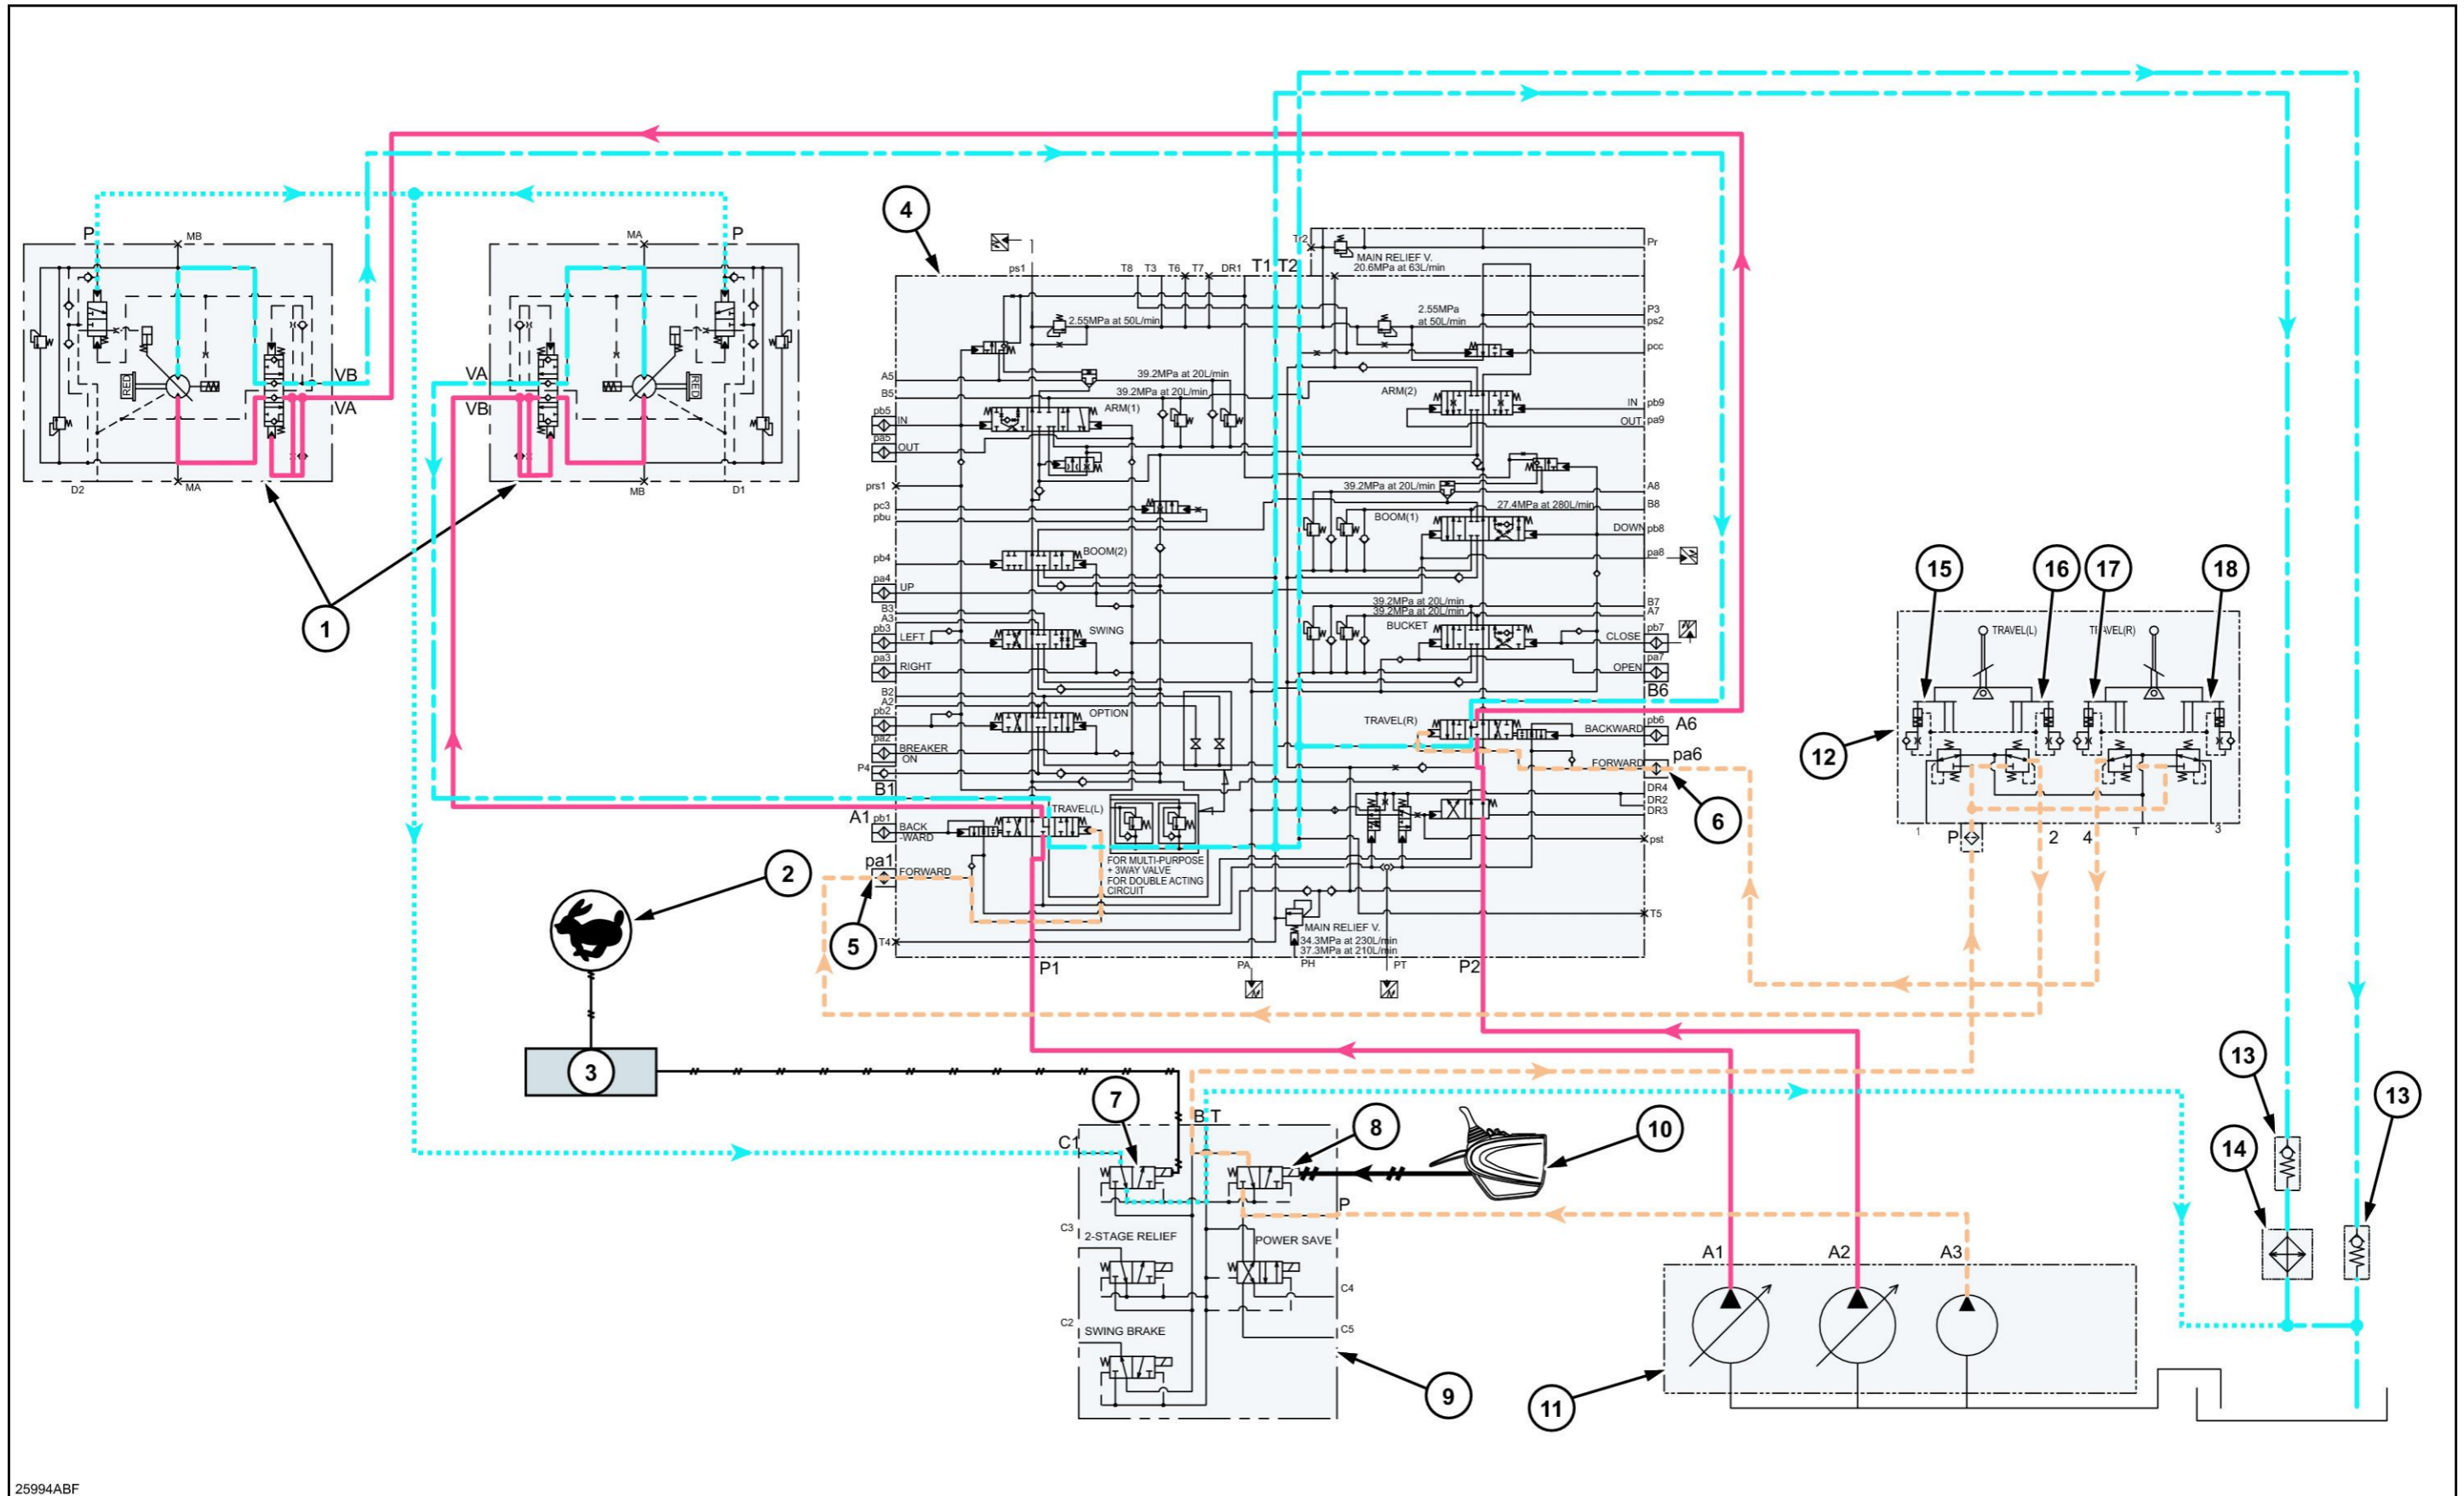 4
P
MB
MA
P
VB
VA
VA
VB
RED
RED
D2
MA
MB
D1
1
ps1
T8
T3
T6
T7
DR1
T1
T2
Tr2
Pr
MAIN RELIEF V.
20.6MPa at 63L/min
2.55MPa at 50L/min
2.55MPa
at 50L/min
P3
ps2
pcc
A5
39.2MPa at 20L/min
B5
39.2MPa at 20L/min
ARM(1)
ARM(2)
pb5
IN
IN
pb9
pa5
OUT
OUT
pa9
prs1
39.2MPa at 20L/min
A8
pc3
27.4MPa at 280L/min
B8
pbu
BOOM(1)
DOWN
pb8
pb4
BOOM(2)
pa8
pa4
UP
B3
39.2MPa at 20L/min
B7
A3
39.2MPa at 20L/min
A7
pb3
LEFT
SWING
BUCKET
CLOSE
pb7
pa3
RIGHT
OPEN
pa7
B2
B6
A2
pb2
OPTION
TRAVEL(R)
BACKWARD
pb6
A6
pa2
BREAKER
ON
P4
FORWARD
pa6
B1
DR4
DR2
DR3
A1
pb1
BACK
-WARD
TRAVEL(L)
pst
pa1
FORWARD
FOR MULTI-PURPOSE
+ 3WAY VALVE
FOR DOUBLE ACTING
CIRCUIT
T5
T4
MAIN RELIEF V.
34.3MPa at 230L/min
37.3MPa at 210L/min
P1
PA
PH
PT
P2
5
6
15
16
17
18
TRAVEL(L)
TRAVEL(R)
12
1
P
2
4
T
3
2
3
7
B
T
8
10
C1
P
C3
2-STAGE RELIEF
POWER SAVE
C4
C2
SWING BRAKE
C5
9
A1
A2
A3
11
13
13
14
25994ABF